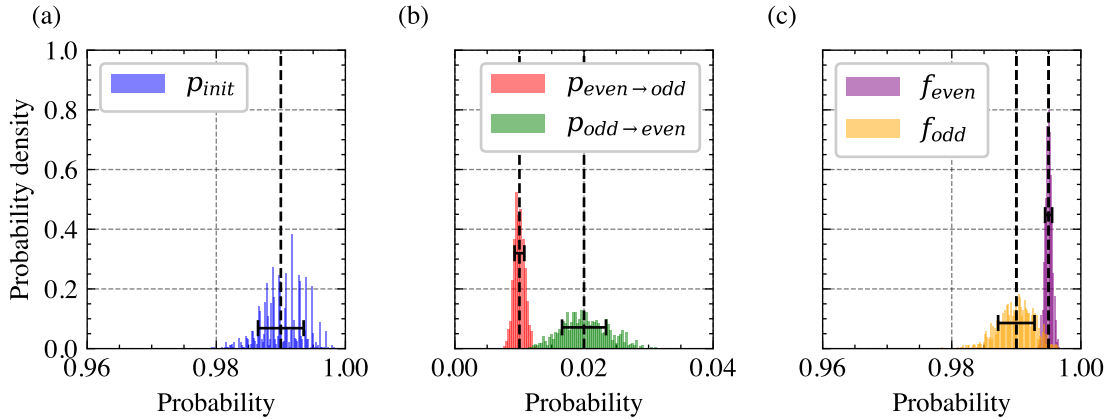 (a)
(b)
(c)
Probability density
1.0
0.8
0.6
0.4
0.2
0.0
p_init
0.96 0.98 1.00
Probability
p_even→odd
p_odd→even
0.00 0.02 0.04
Probability
f_even
f_odd
0.96 0.98 1.00
Probability